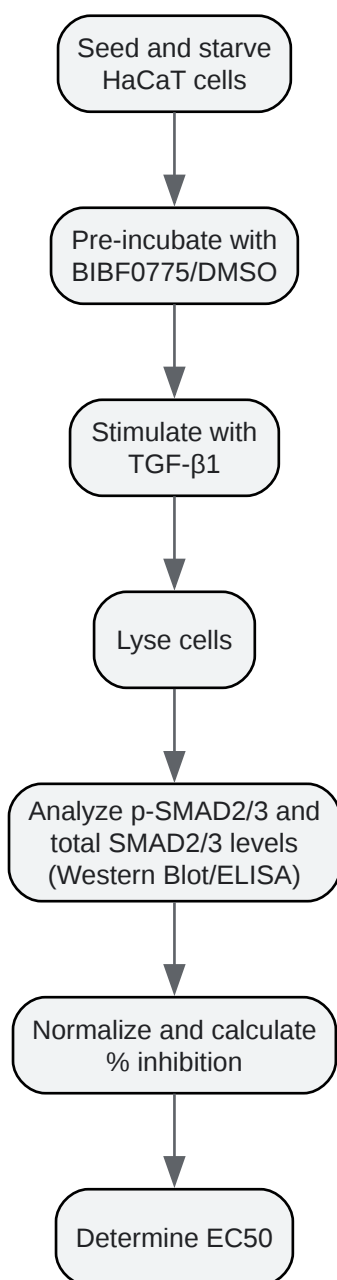 Seed and starve
HaCaT cells
Pre-incubate with
BIBF0775/DMSO
Stimulate with
TGF-β1
Lyse cells
Analyze p-SMAD2/3 and
total SMAD2/3 levels
(Western Blot/ELISA)
Normalize and calculate
% inhibition
Determine EC50